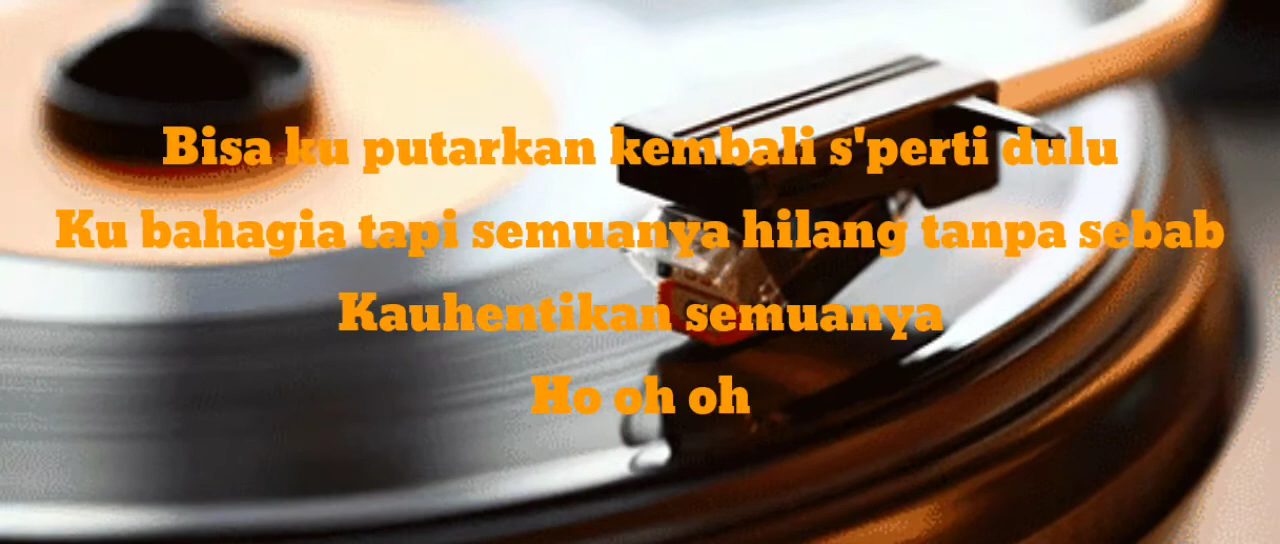 Bisa ku putarkan kembali s'perti dulu
Ku bahagia tapi semuanya hilang tanpa sebab
Kauhentikan semuanya
Ho oh oh